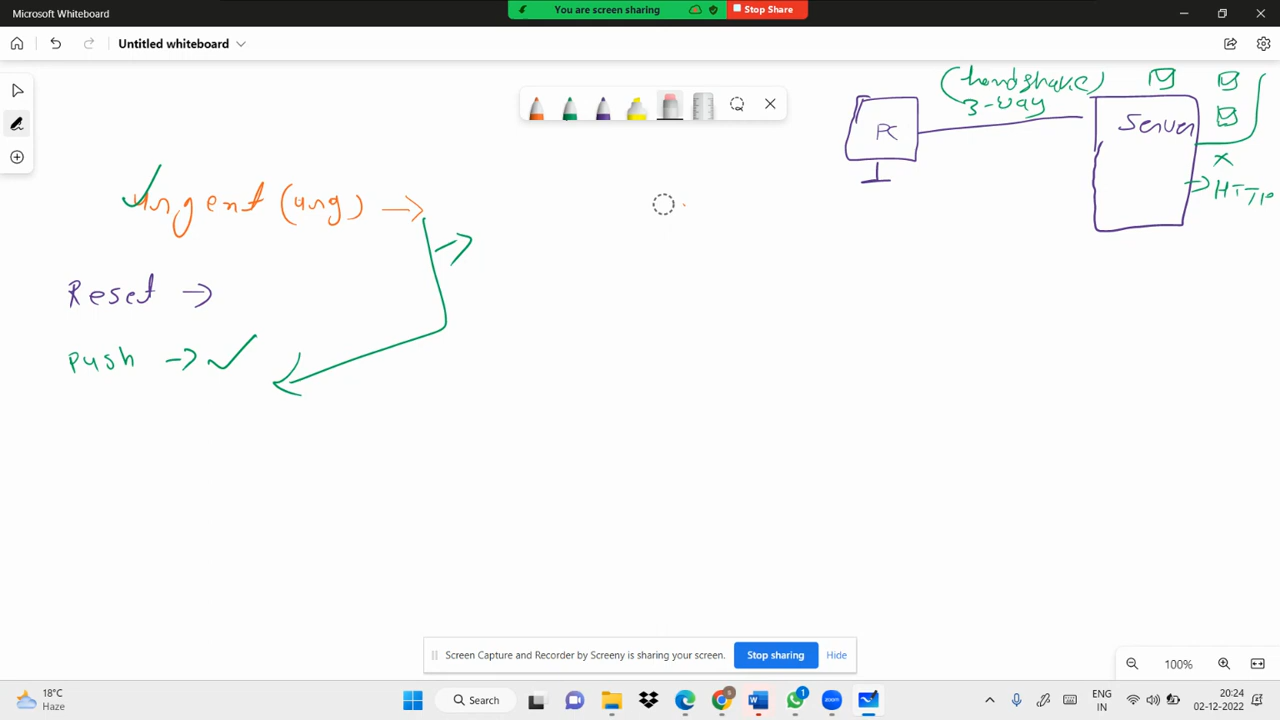 Microsoft Whiteboard
You are screen sharing
Stop Share
Untitled whiteboard
(handshake)
3-way
PC
Server
HTTP
Urgent (urg) →
Reset →
Push → ✓
Screen Capture and Recorder by Screeny is sharing your screen.
Stop sharing
Hide
100%
18°C
Haze
Search
1
ENG
IN
20:24
02-12-2022